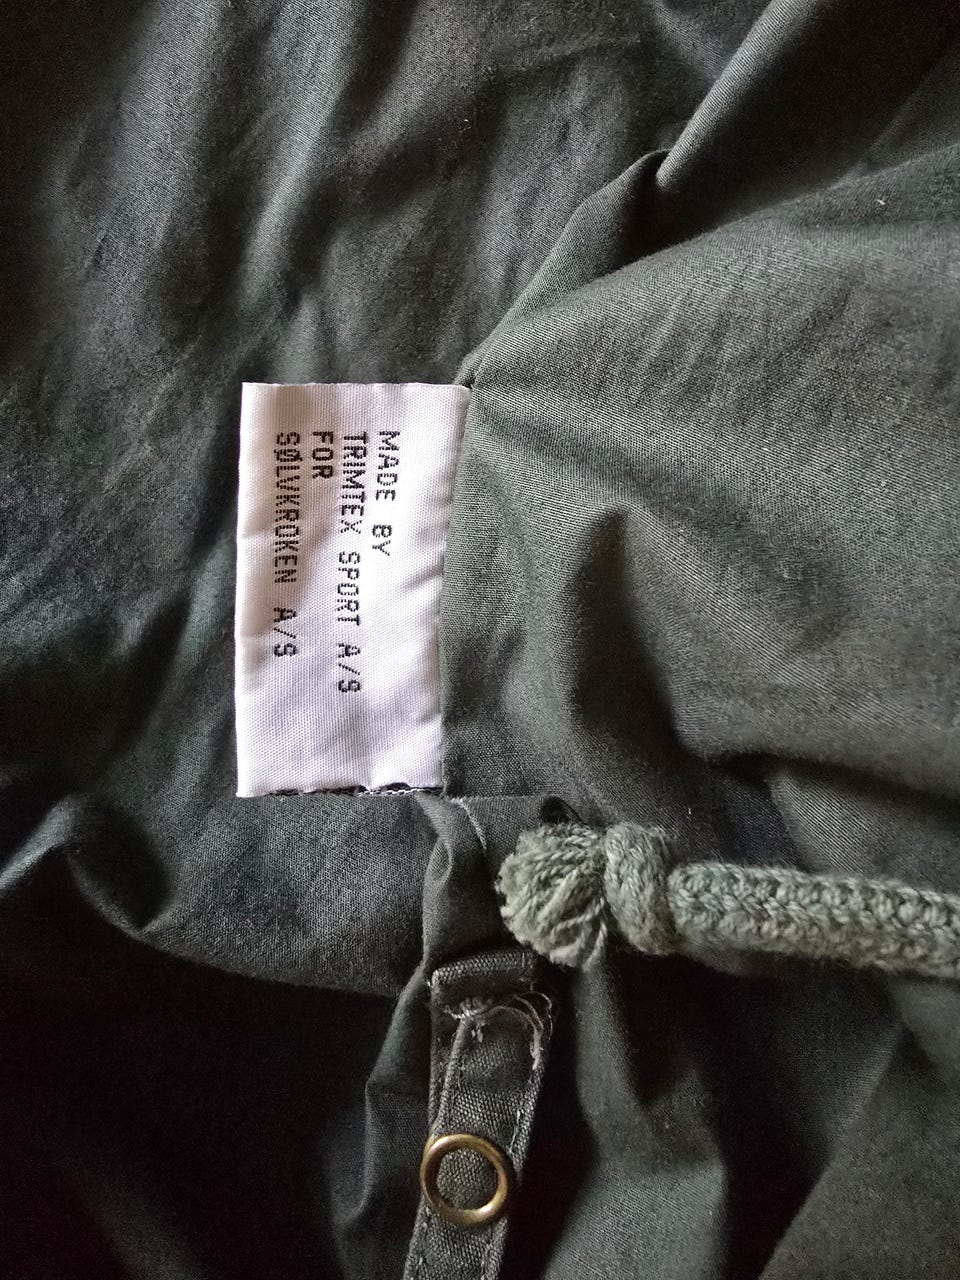 MADE BY
TRIMTEX SPORT A/S
FOR
SØLVKROKEN A/S